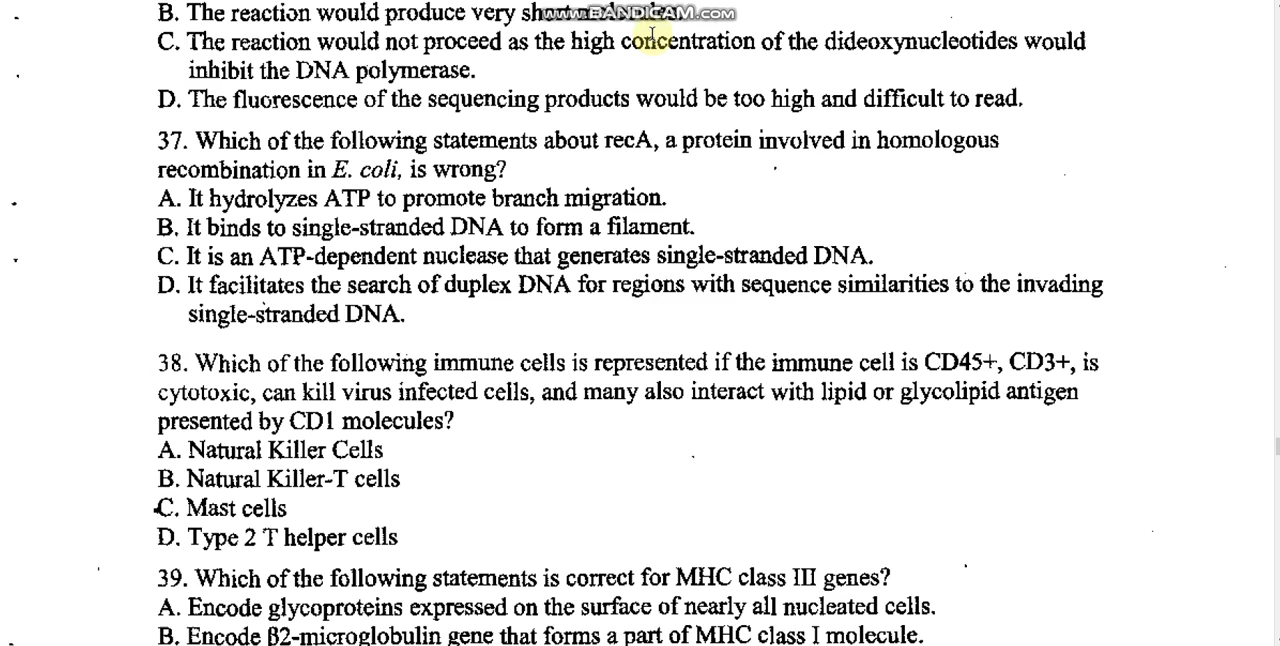 B. The reaction would produce very
www.BANDICAM.com
C. The reaction would not proceed as the high concentration of the dideoxynucleotides would
inhibit the DNA polymerase.
D. The fluorescence of the sequencing products would be too high and difficult to read.
37. Which of the following statements about recA, a protein involved in homologous
recombination in E. coli, is wrong?
A. It hydrolyzes ATP to promote branch migration.
B. It binds to single-stranded DNA to form a filament.
C. It is an ATP-dependent nuclease that generates single-stranded DNA.
D. It facilitates the search of duplex DNA for regions with sequence similarities to the invading
single-stranded DNA.
38. Which of the following immune cells is represented if the immune cell is CD45+, CD3+, is
cytotoxic, can kill virus infected cells, and many also interact with lipid or glycolipid antigen
presented by CD1 molecules?
A. Natural Killer Cells
B. Natural Killer-T cells
C. Mast cells
D. Type 2 T helper cells
39. Which of the following statements is correct for MHC class III genes?
A. Encode glycoproteins expressed on the surface of nearly all nucleated cells.
B. Encode β2-microglobulin gene that forms a part of MHC class I molecule.